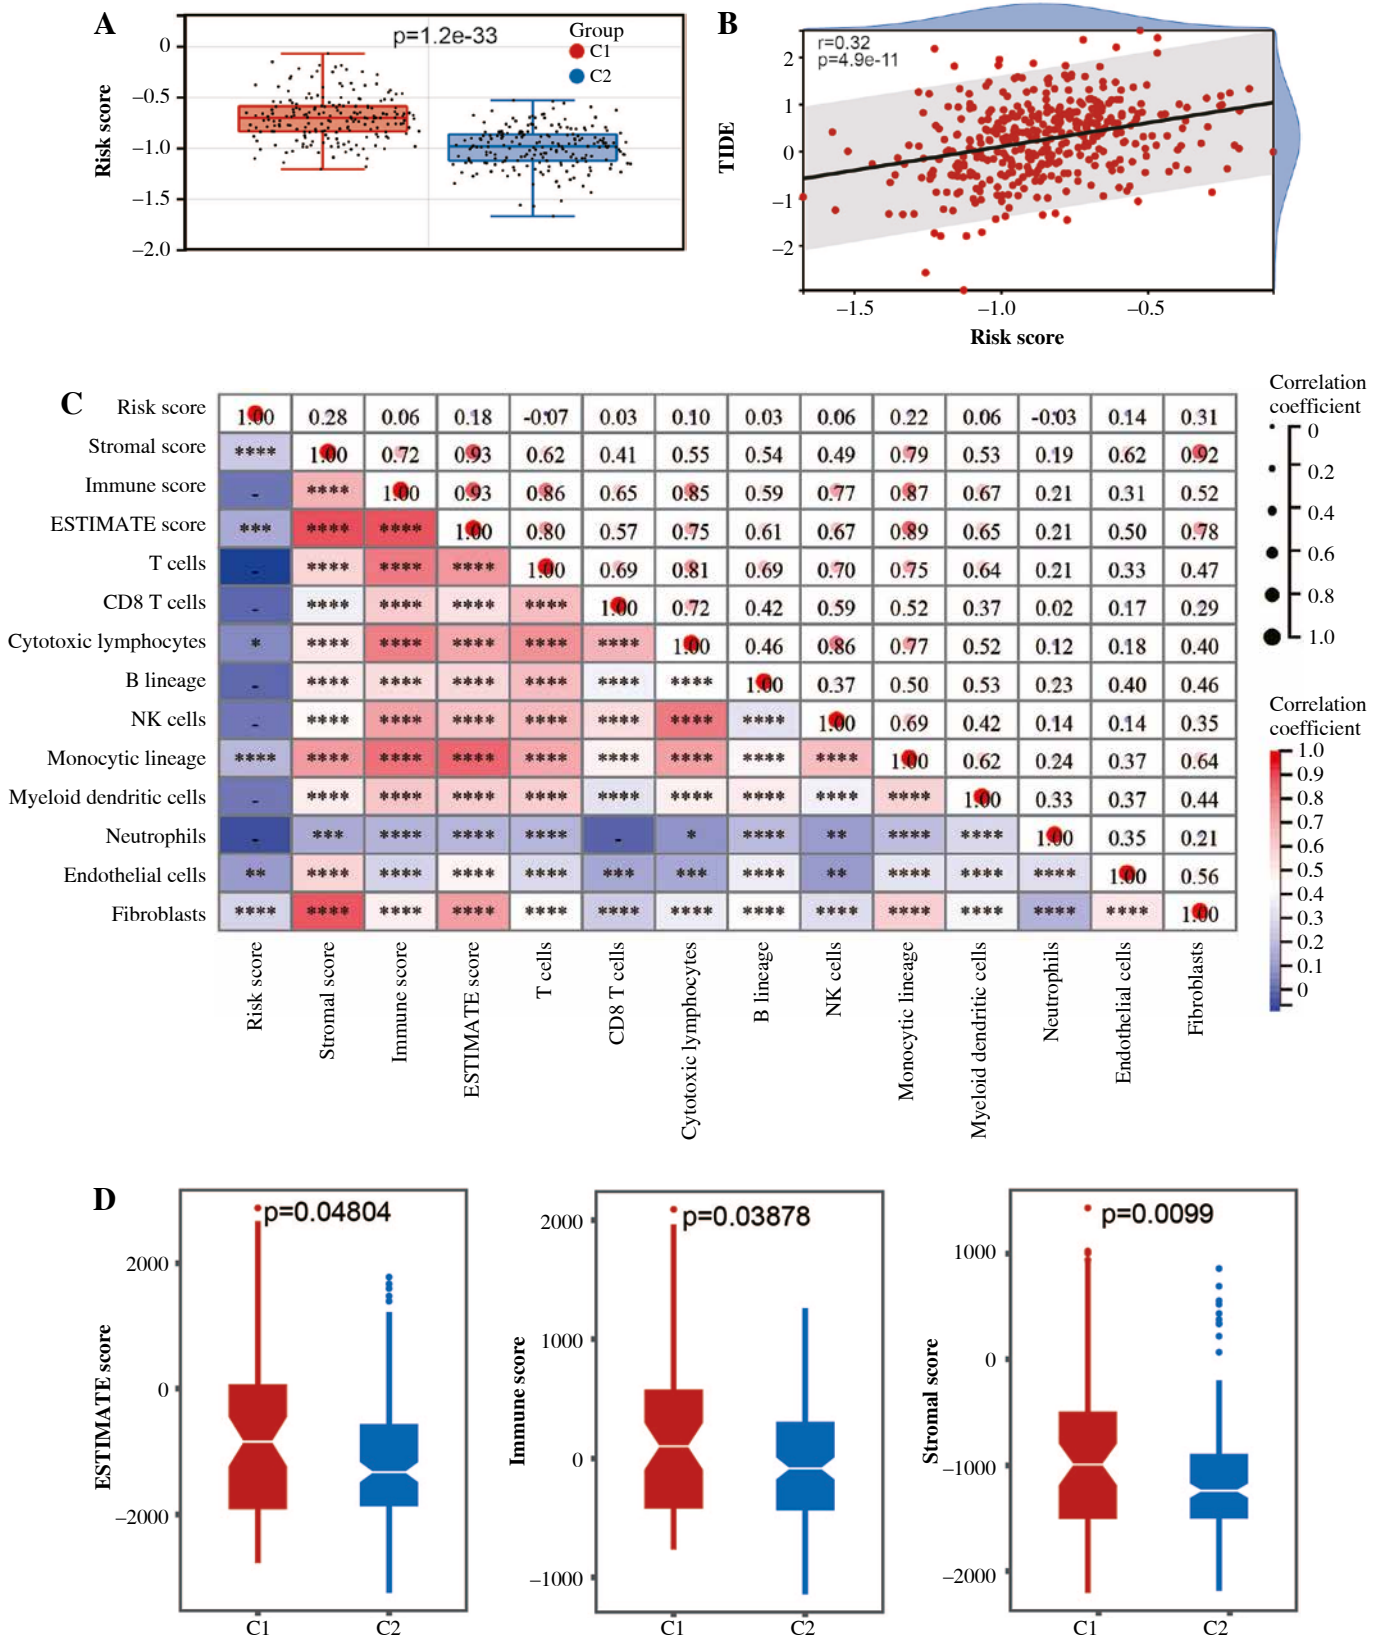 A
Risk score
0
–0.5
–1.0
–1.5
–2.0
p=1.2e-33
Group
C1
C2
B
TIDE
2
1
0
–1
–2
r=0.32
p=4.9e-11
–1.5
–1.0
–0.5
Risk score
C
Risk score 1.00 0.28 0.06 0.18 -0.07 0.03 0.10 0.03 0.06 0.22 0.06 -0.03 0.14 0.31
Stromal score **** 1.00 0.72 0.93 0.62 0.41 0.55 0.54 0.49 0.79 0.53 0.19 0.62 0.92
Immune score - **** 1.00 0.93 0.86 0.65 0.85 0.59 0.77 0.87 0.67 0.21 0.31 0.52
ESTIMATE score *** **** **** 1.00 0.80 0.57 0.75 0.61 0.67 0.89 0.65 0.21 0.50 0.78
T cells - **** **** **** 1.00 0.69 0.81 0.69 0.70 0.75 0.64 0.21 0.33 0.47
CD8 T cells - **** **** **** **** 1.00 0.72 0.42 0.59 0.52 0.37 0.02 0.17 0.29
Cytotoxic lymphocytes * **** **** **** **** **** 1.00 0.46 0.86 0.77 0.52 0.12 0.18 0.40
B lineage - **** **** **** **** **** **** 1.00 0.37 0.50 0.53 0.23 0.40 0.46
NK cells - **** **** **** **** **** **** **** 1.00 0.69 0.42 0.14 0.14 0.35
Monocytic lineage **** **** **** **** **** **** **** **** **** 1.00 0.62 0.24 0.37 0.64
Myeloid dendritic cells - **** **** **** **** **** **** **** **** **** 1.00 0.33 0.37 0.44
Neutrophils - *** **** **** **** - * **** ** **** **** 1.00 0.35 0.21
Endothelial cells ** **** **** **** **** *** *** **** ** **** **** **** 1.00 0.56
Fibroblasts **** **** **** **** **** **** **** **** **** **** **** **** **** 1.00
Risk score
Stromal score
Immune score
ESTIMATE score
T cells
CD8 T cells
Cytotoxic lymphocytes
B lineage
NK cells
Monocytic lineage
Myeloid dendritic cells
Neutrophils
Endothelial cells
Fibroblasts
Correlation
coefficient
0
0.2
0.4
0.6
0.8
1.0
Correlation
coefficient
1.0
0.9
0.8
0.7
0.6
0.5
0.4
0.3
0.2
0.1
0
D
ESTIMATE score
2000
0
–2000
p=0.04804
C1
C2
Immune score
2000
1000
0
–1000
p=0.03878
C1
C2
Stromal score
1000
0
–1000
–2000
p=0.0099
C1
C2